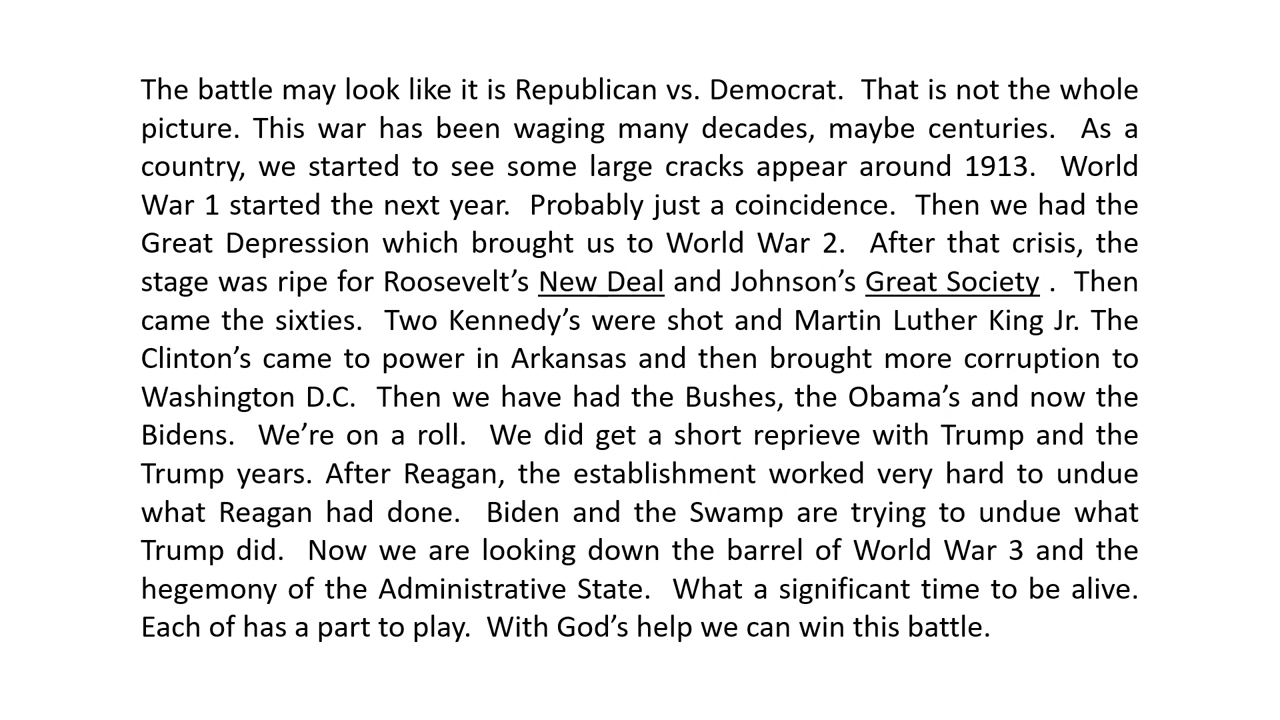 The battle may look like it is Republican vs. Democrat.  That is not the whole
picture. This war has been waging many decades, maybe centuries.  As a
country, we started to see some large cracks appear around 1913.  World
War 1 started the next year.  Probably just a coincidence.  Then we had the
Great Depression which brought us to World War 2.  After that crisis, the
stage was ripe for Roosevelt’s New Deal and Johnson’s Great Society .  Then
came the sixties.  Two Kennedy’s were shot and Martin Luther King Jr. The
Clinton’s came to power in Arkansas and then brought more corruption to
Washington D.C.  Then we have had the Bushes, the Obama’s and now the
Bidens.  We’re on a roll.  We did get a short reprieve with Trump and the
Trump years. After Reagan, the establishment worked very hard to undue
what Reagan had done.  Biden and the Swamp are trying to undue what
Trump did.  Now we are looking down the barrel of World War 3 and the
hegemony of the Administrative State.  What a significant time to be alive.
Each of has a part to play.  With God’s help we can win this battle.